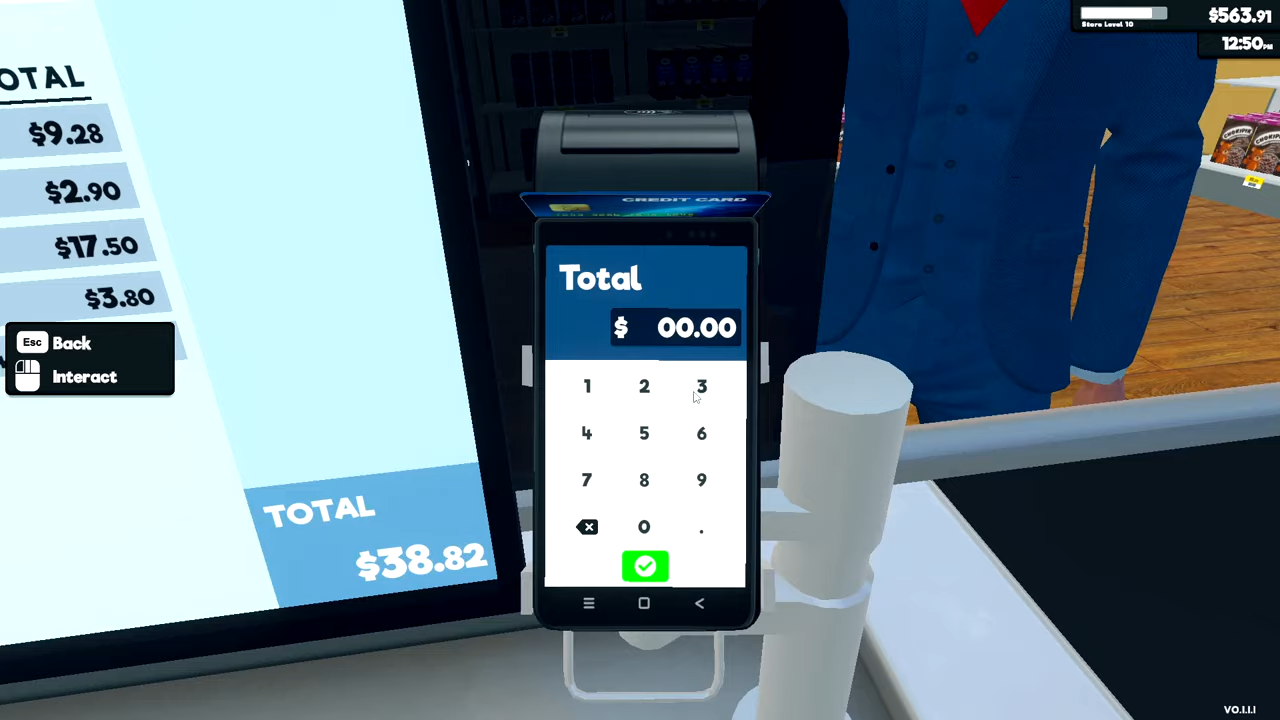 OTAL
$9.28
$2.90
$17.50
$3.80
Esc Back
Interact
TOTAL
$38.82
CREDIT CARD
Total
$ 00.00
1 2 3
4 5 6
7 8 9
0 .
Store Level 10
$563.91
12:50PM
V0.1.1.1